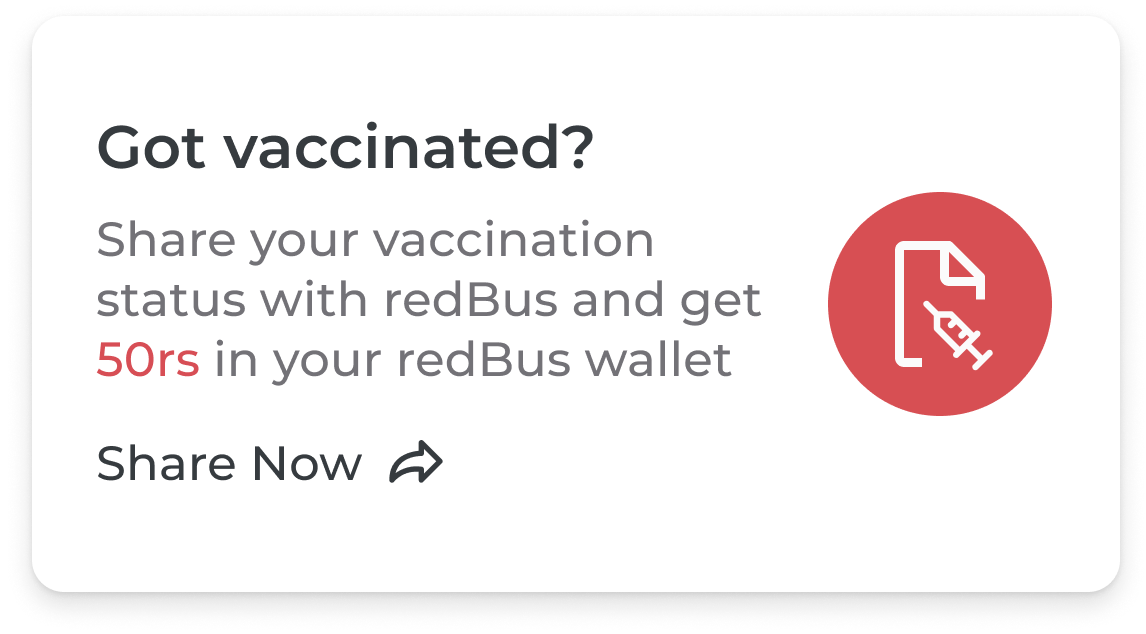 Got vaccinated?
Share your vaccination
status with redBus and get
50rs in your redBus wallet
Share Now